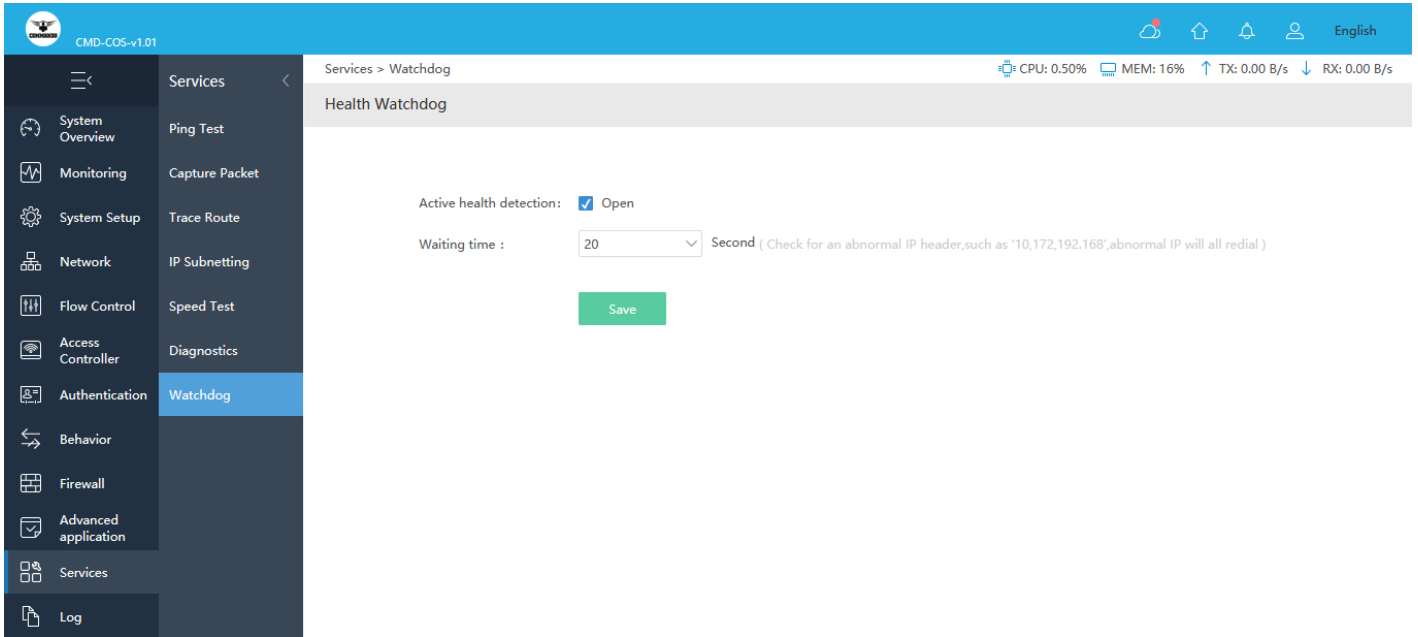 COMMANDO
CMD-COS-v1.01
English
Services
Services > Watchdog
CPU: 0.50%
MEM: 16%
TX: 0.00 B/s
RX: 0.00 B/s
Health Watchdog
System
Overview
Monitoring
System Setup
Network
Flow Control
Access
Controller
Authentication
Behavior
Firewall
Advanced
application
Services
Log
Ping Test
Capture Packet
Trace Route
IP Subnetting
Speed Test
Diagnostics
Watchdog
Active health detection: Open
Waiting time : 20 Second ( Check for an abnormal IP header,such as '10,172,192.168',abnormal IP will all redial )
Save